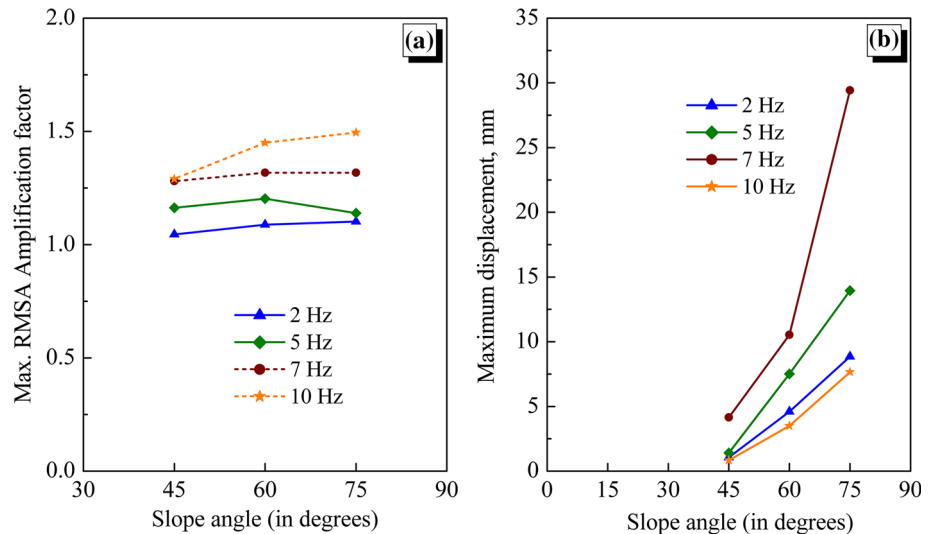 (a)
Max. RMSA Amplification factor
2.0
1.5
1.0
0.5
0.0
2 Hz
5 Hz
7 Hz
10 Hz
30 45 60 75 90
Slope angle (in degrees)
(b)
Maximum displacement, mm
35
30
25
20
15
10
5
0
2 Hz
5 Hz
7 Hz
10 Hz
0 15 30 45 60 75 90
Slope angle (in degrees)